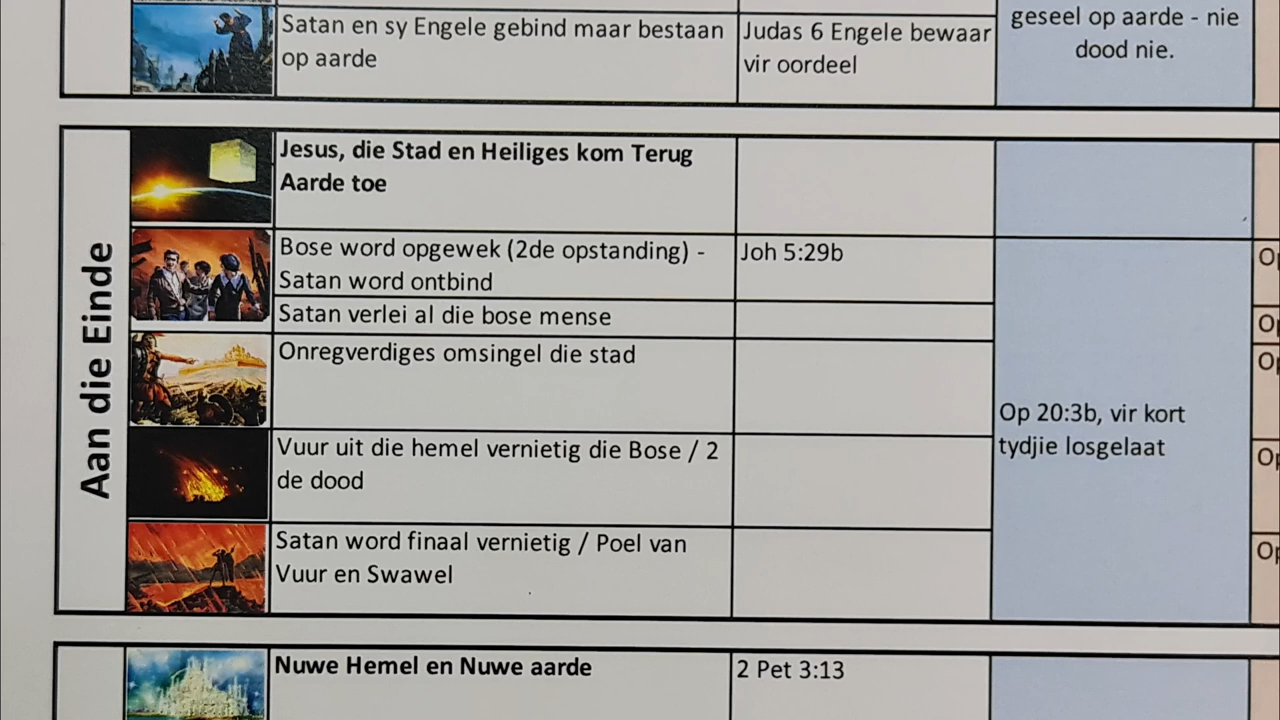 Satan en sy Engele gebind maar bestaan
op aarde
Judas 6 Engele bewaar
vir oordeel
geseel op aarde - nie
dood nie.
Aan die Einde
Jesus, die Stad en Heiliges kom Terug
Aarde toe
Bose word opgewek (2de opstanding) -
Satan word ontbind
Joh 5:29b
Satan verlei al die bose mense
Onregverdiges omsingel die stad
Vuur uit die hemel vernietig die Bose / 2
de dood
Satan word finaal vernietig / Poel van
Vuur en Swawel
Op 20:3b, vir kort
tydjie losgelaat
Nuwe Hemel en Nuwe aarde
2 Pet 3:13